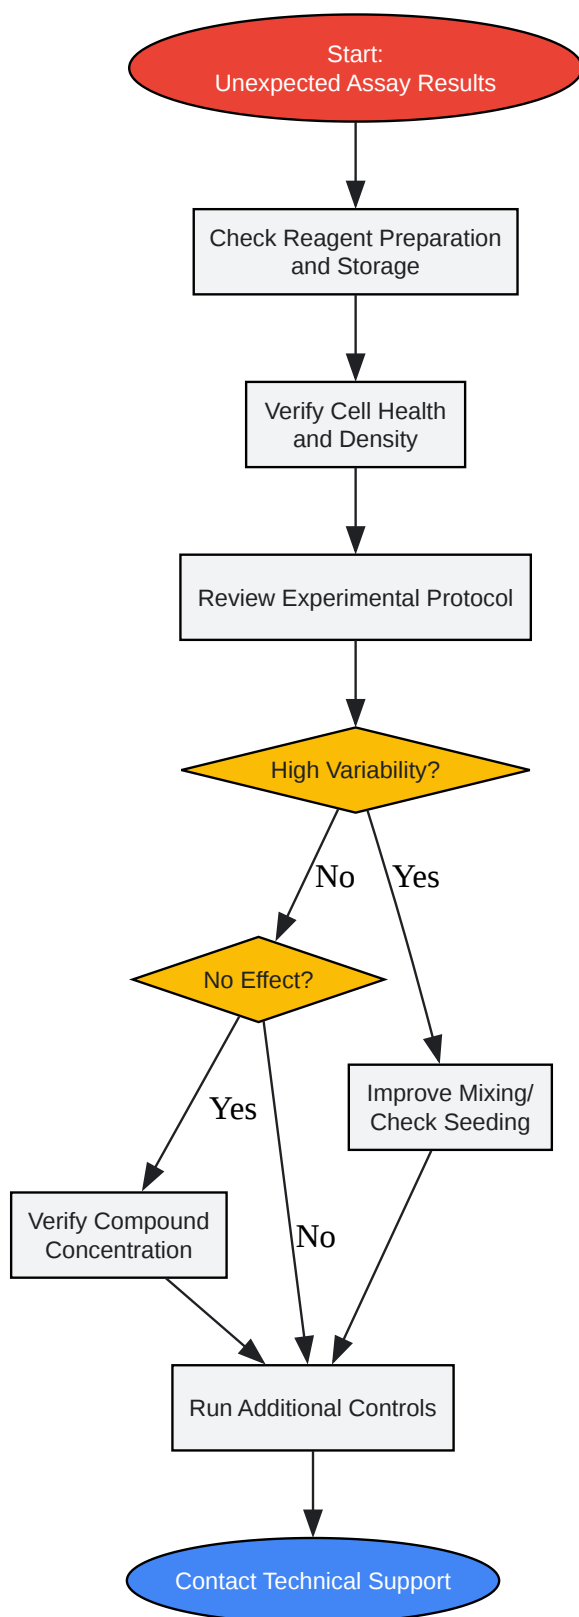 Start:
Unexpected Assay Results
Check Reagent Preparation
and Storage
Verify Cell Health
and Density
Review Experimental Protocol
High Variability?
No
Yes
No Effect?
Improve Mixing/
Check Seeding
Yes
Verify Compound
Concentration
No
Run Additional Controls
Contact Technical Support